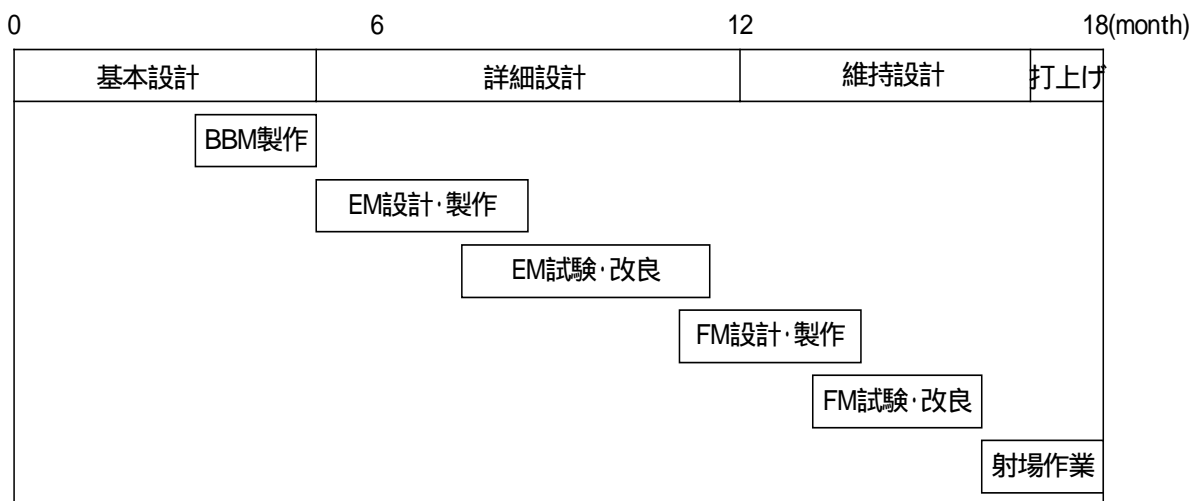 0 6 12 18(month)
基本設計 詳細設計 維持設計 打上げ
BBM製作
EM設計・製作
EM試験・改良
FM設計・製作
FM試験・改良
射場作業